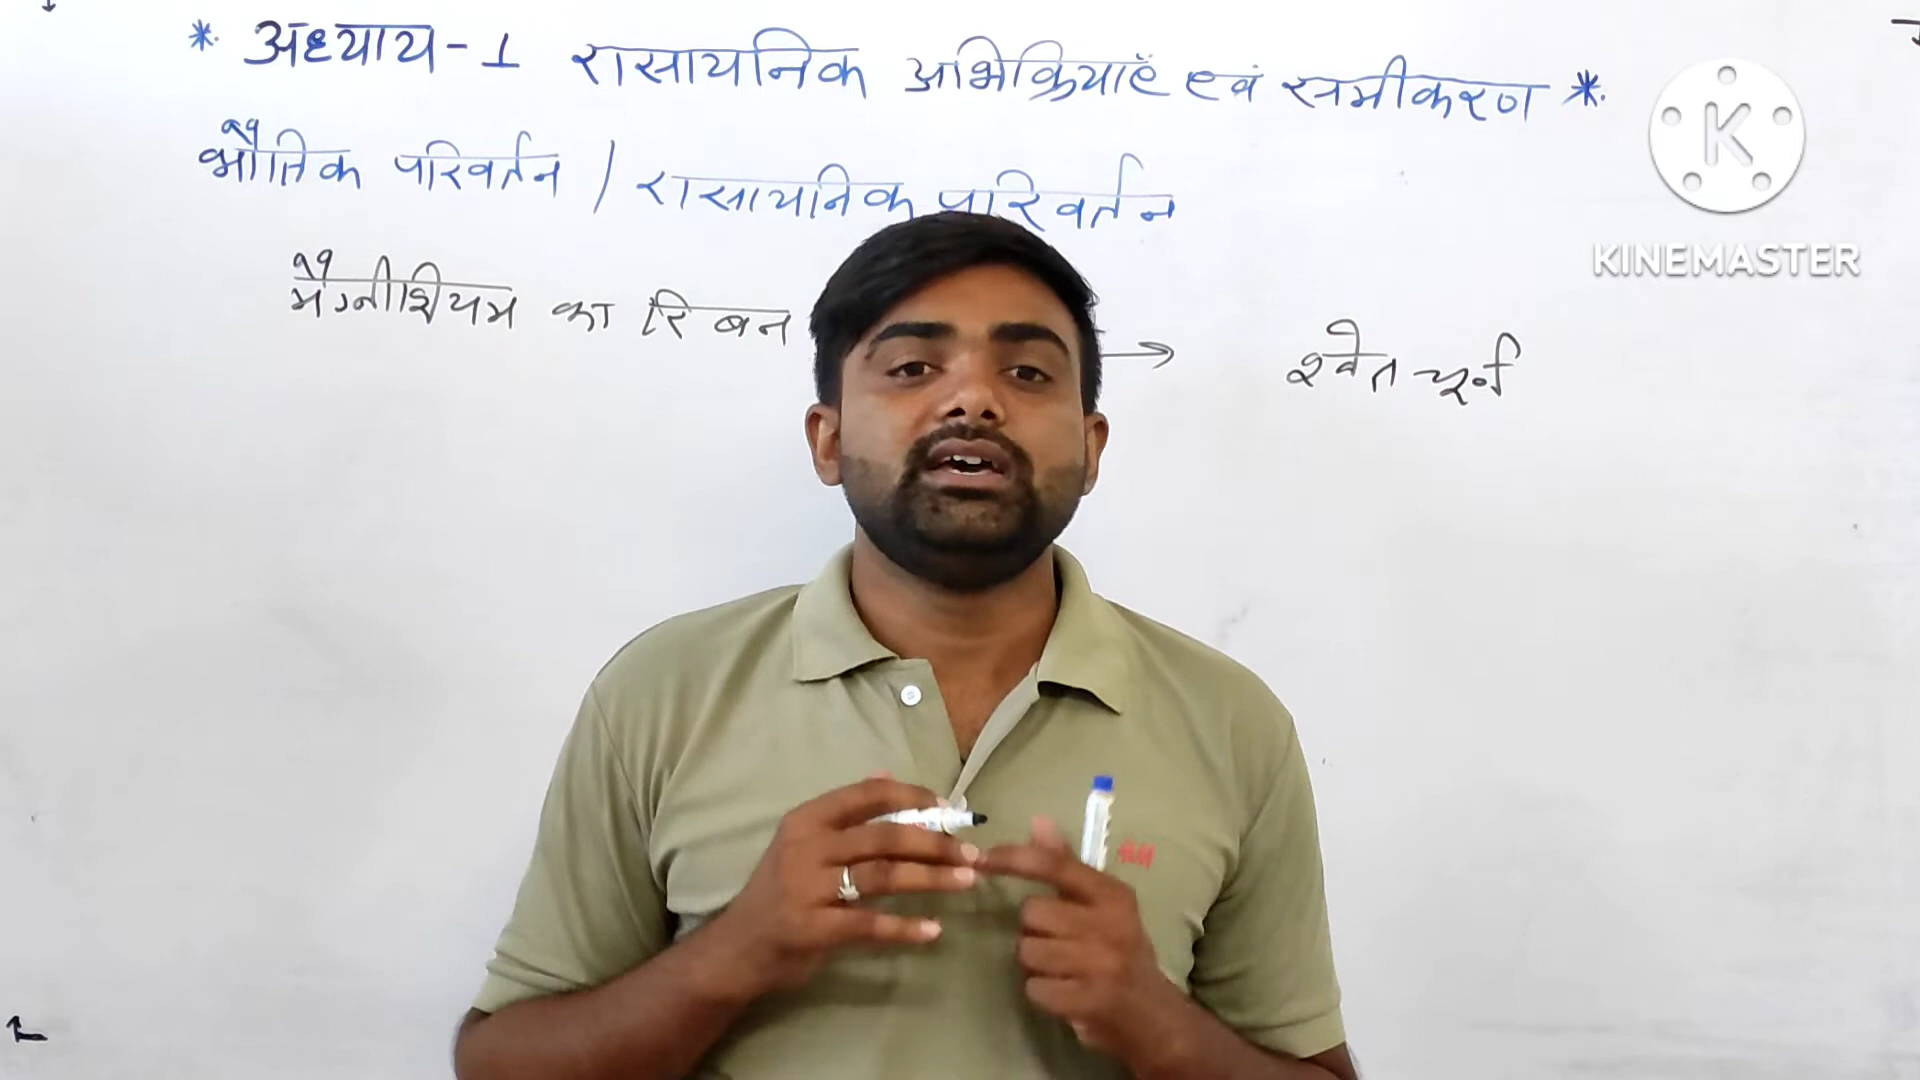 * अध्याय - 1 रासायनिक अभिक्रियाएँ एवं समीकरण *
भौतिक परिवर्तन / रासायनिक परिवर्तन
मैग्नीशियम का रिबन → श्वेत चूर्ण
K
KINEMASTER